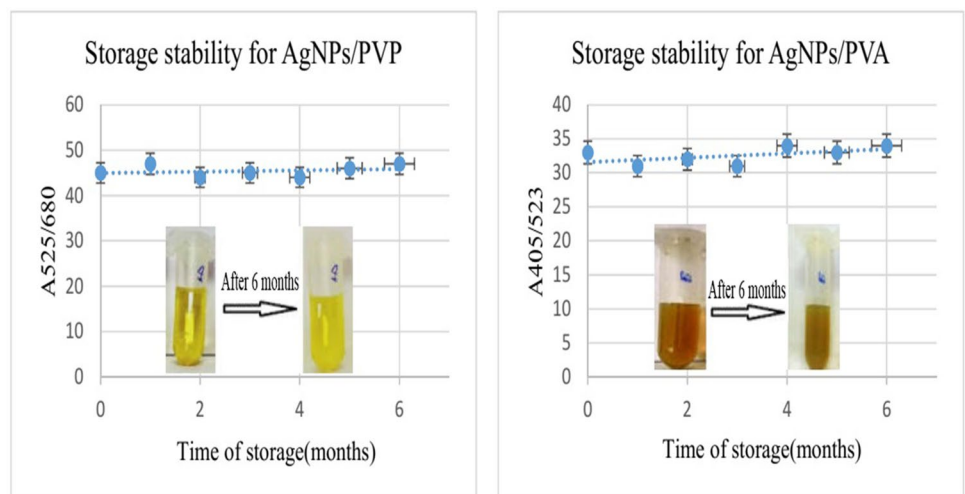 Storage stability for AgNPs/PVP
60
50
40
30
20
10
0
A525/680
After 6 months
0 2 4 6
Time of storage(months)
Storage stability for AgNPs/PVA
40
35
30
25
20
15
10
5
0
A405/523
After 6 months
0 2 4 6
Time of storage(months)